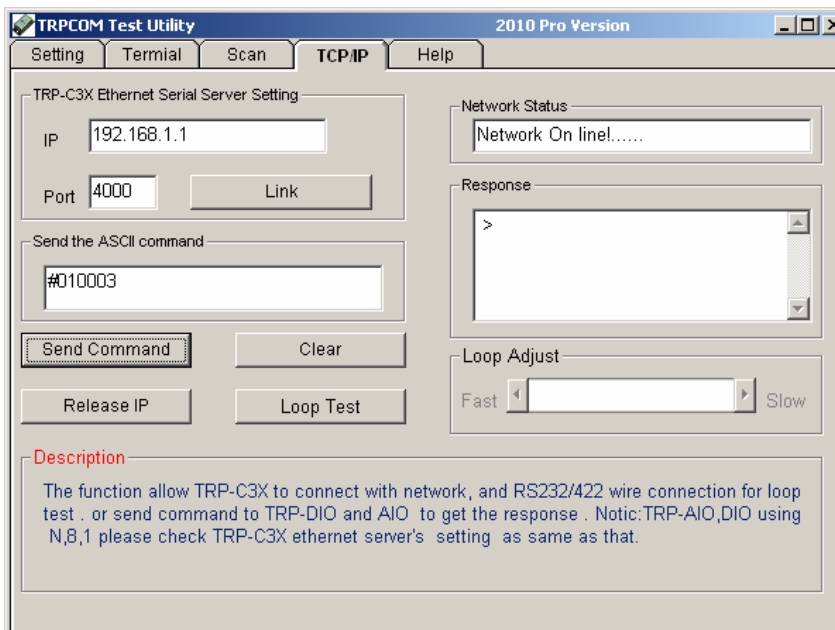 TRPCOM Test Utility 2010 Pro Version
Setting Termial Scan TCP/IP Help
TRP-C3X Ethernet Serial Server Setting
IP 192.168.1.1
Port 4000 Link
Send the ASCII command
#010003
Send Command Clear
Release IP Loop Test
Network Status
Network On line!......
Response
>
Loop Adjust
Fast Slow
Description
The function allow TRP-C3X to connect with network, and RS232/422 wire connection for loop
test . or send command to TRP-DIO and AIO to get the response . Notic:TRP-AIO,DIO using
N,8,1 please check TRP-C3X ethernet server's setting as same as that.